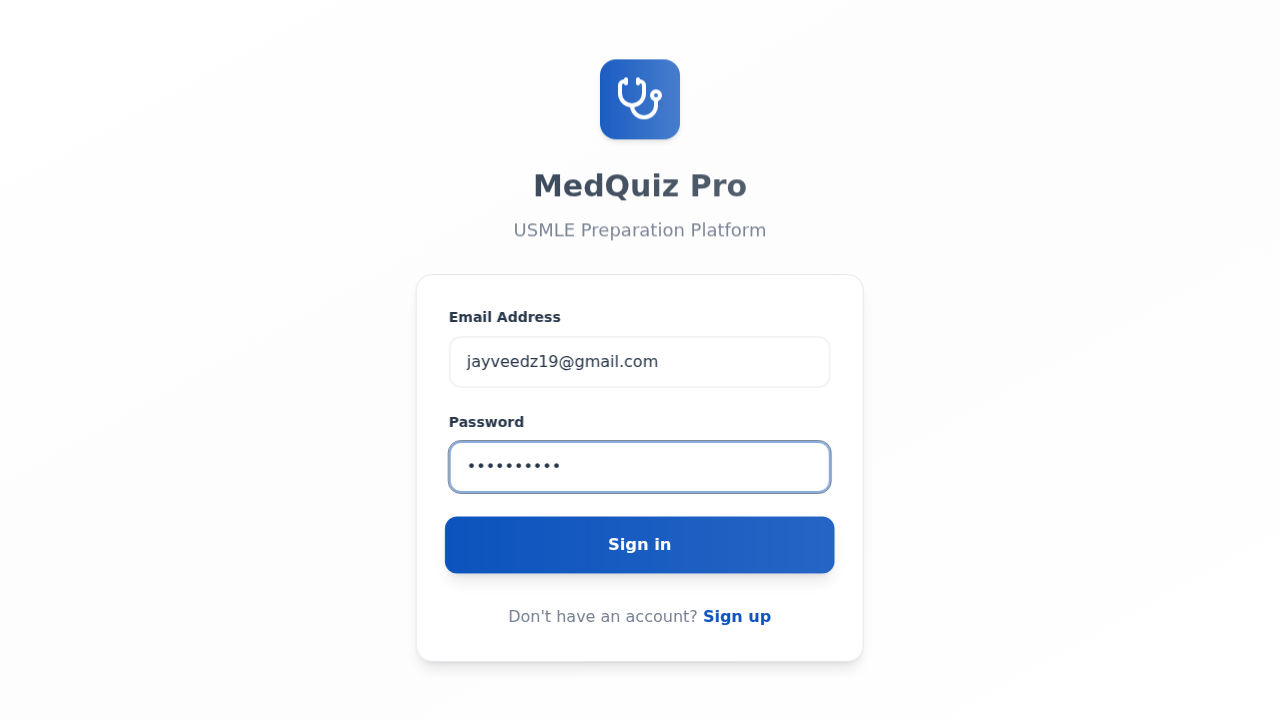 MedQuiz Pro
USMLE Preparation Platform
Email Address
jayveedz19@gmail.com
Password
••••••••••
Sign in
Don't have an account? Sign up